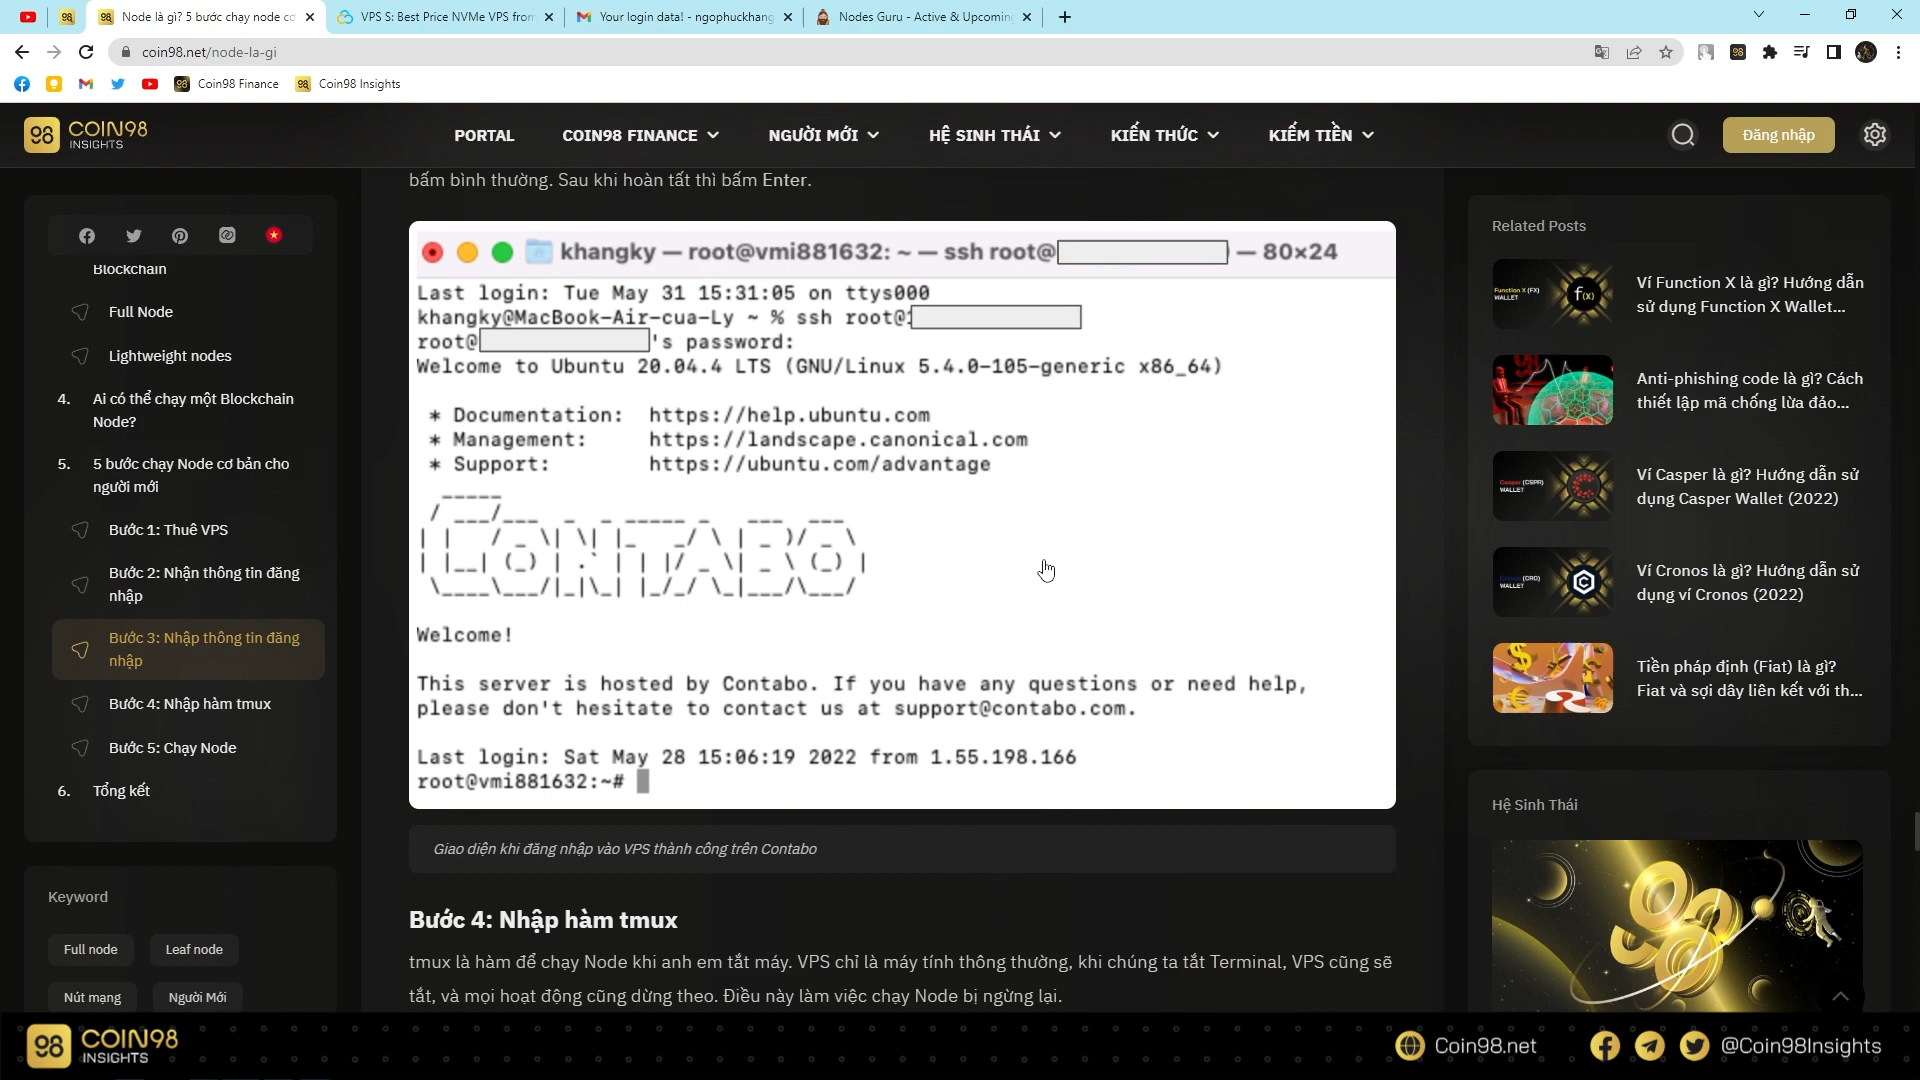 Node là gì? 5 bước chạy node cơ
VPS S: Best Price NVMe VPS from
Your login data! - ngophuckhang
Nodes Guru - Active & Upcoming
coin98.net/node-la-gi
Coin98 Finance
Coin98 Insights
98
COIN98
INSIGHTS
PORTAL
COIN98 FINANCE
NGƯỜI MỚI
HỆ SINH THÁI
KIẾN THỨC
KIẾM TIỀN
Đăng nhập
Blockchain
Full Node
Lightweight nodes
4. Ai có thể chạy một Blockchain
Node?
5. 5 bước chạy Node cơ bản cho
người mới
Bước 1: Thuê VPS
Bước 2: Nhận thông tin đăng
nhập
Bước 3: Nhập thông tin đăng
nhập
Bước 4: Nhập hàm tmux
Bước 5: Chạy Node
6. Tổng kết
Keyword
Full node
Leaf node
Nút mạng
Người Mới
bấm bình thường. Sau khi hoàn tất thì bấm Enter.
khangky — root@vmi881632: ~ — ssh root@ — 80×24
Last login: Tue May 31 15:31:05 on ttys000
khangky@MacBook-Air-cua-Ly ~ % ssh root@
root@ 's password:
Welcome to Ubuntu 20.04.4 LTS (GNU/Linux 5.4.0-105-generic x86_64)
* Documentation: https://help.ubuntu.com
* Management: https://landscape.canonical.com
* Support: https://ubuntu.com/advantage
CONTABO
Welcome!
This server is hosted by Contabo. If you have any questions or need help,
please don't hesitate to contact us at support@contabo.com.
Last login: Sat May 28 15:06:19 2022 from 1.55.198.166
root@vmi881632:~#
Giao diện khi đăng nhập vào VPS thành công trên Contabo
Bước 4: Nhập hàm tmux
tmux là hàm để chạy Node khi anh em tắt máy. VPS chỉ là máy tính thông thường, khi chúng ta tắt Terminal, VPS cũng sẽ
tắt, và mọi hoạt động cũng dừng theo. Điều này làm việc chạy Node bị ngừng lại.
Related Posts
Function X (FX)
WALLET
f(x)
Ví Function X là gì? Hướng dẫn
sử dụng Function X Wallet...
Anti-phishing code là gì? Cách
thiết lập mã chống lừa đảo...
Casper (CSPR)
WALLET
Ví Casper là gì? Hướng dẫn sử
dụng Casper Wallet (2022)
Cronos (CRO)
WALLET
Ví Cronos là gì? Hướng dẫn sử
dụng ví Cronos (2022)
Tiền pháp định (Fiat) là gì?
Fiat và sợi dây liên kết với th...
Hệ Sinh Thái
98
98
COIN98
INSIGHTS
Coin98.net
@Coin98Insights